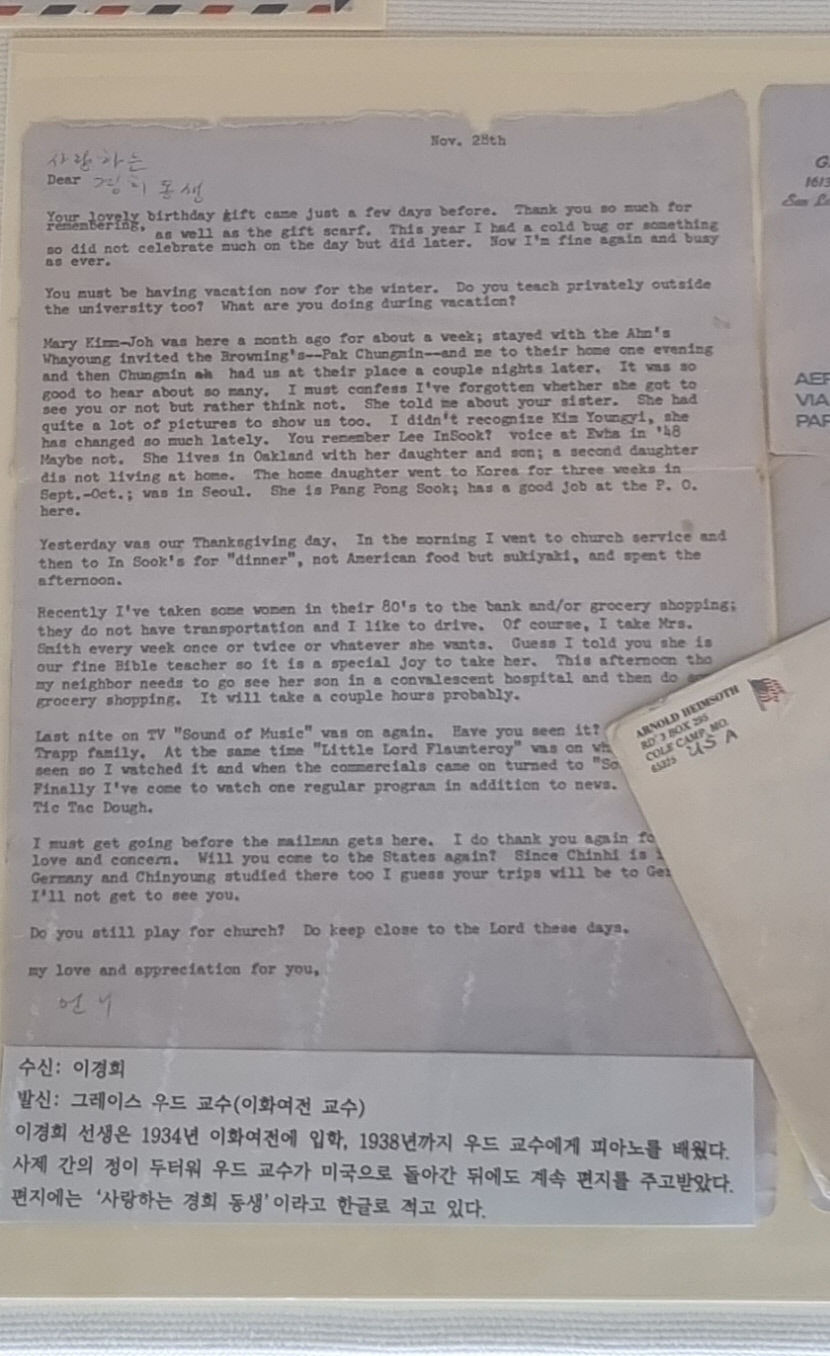 Nov. 28th
사랑하는
Dear 경희 동생
Your lovely birthday gift came just a few days before. Thank you so much for
remembering, as well as the gift scarf. This year I had a cold bug or something
so did not celebrate much on the day but did later. Now I'm fine again and busy
as ever.
You must be having vacation now for the winter. Do you teach privately outside
the university too? What are you doing during vacation?
Mary Kimm-Joh was here a month ago for about a week; stayed with the Ahn's
Whayoung invited the Browning's--Pak Chungmin--and me to their home one evening
and then Chungmin had us at their place a couple nights later. It was so
good to hear about so many. I must confess I've forgotten whether she got to
see you or not but rather think not. She told me about your sister. She had
quite a lot of pictures to show us too. I didn't recognize Kim Youngyi, she
has changed so much lately. You remember Lee InSook? voice at Ewha in '48
Maybe not. She lives in Oakland with her daughter and son; a second daughter
dis not living at home. The home daughter went to Korea for three weeks in
Sept.-Oct.; was in Seoul. She is Pang Pong Sook; has a good job at the P. O.
here.
Yesterday was our Thanksgiving day. In the morning I went to church service and
then to In Sook's for "dinner", not American food but sukiyaki, and spent the
afternoon.
Recently I've taken some women in their 80's to the bank and/or grocery shopping;
they do not have transportation and I like to drive. Of course, I take Mrs.
Smith every week once or twice or whatever she wants. Guess I told you she is
our fine Bible teacher so it is a special joy to take her. This afternoon tho
my neighbor needs to go see her son in a convalescent hospital and then do
grocery shopping. It will take a couple hours probably.
Last nite on TV "Sound of Music" was on again. Have you seen it?
Trapp family. At the same time "Little Lord Flaunteroy" was on wh
seen so I watched it and when the commercials came on turned to "So
Finally I've come to watch one regular program in addition to news.
Tic Tac Dough.
I must get going before the mailman gets here. I do thank you again fo
love and concern. Will you come to the States again? Since Chinhi is
Germany and Chinyoung studied there too I guess your trips will be to Ge
I'll not get to see you.
Do you still play for church? Do keep close to the Lord these days.
my love and appreciation for you,
언니
G.
1613
AER
VIA
PAR
ARNOLD HEIMSOTH
RD 3 BOX 255
COLE CAMP, MO.
65325 USA
수신: 이경희
발신: 그레이스 우드 교수(이화여전 교수)
이경희 선생은 1934년 이화여전에 입학, 1938년까지 우드 교수에게 피아노를 배웠다.
사제 간의 정이 두터워 우드 교수가 미국으로 돌아간 뒤에도 계속 편지를 주고받았다.
편지에는 '사랑하는 경희 동생'이라고 한글로 적고 있다.